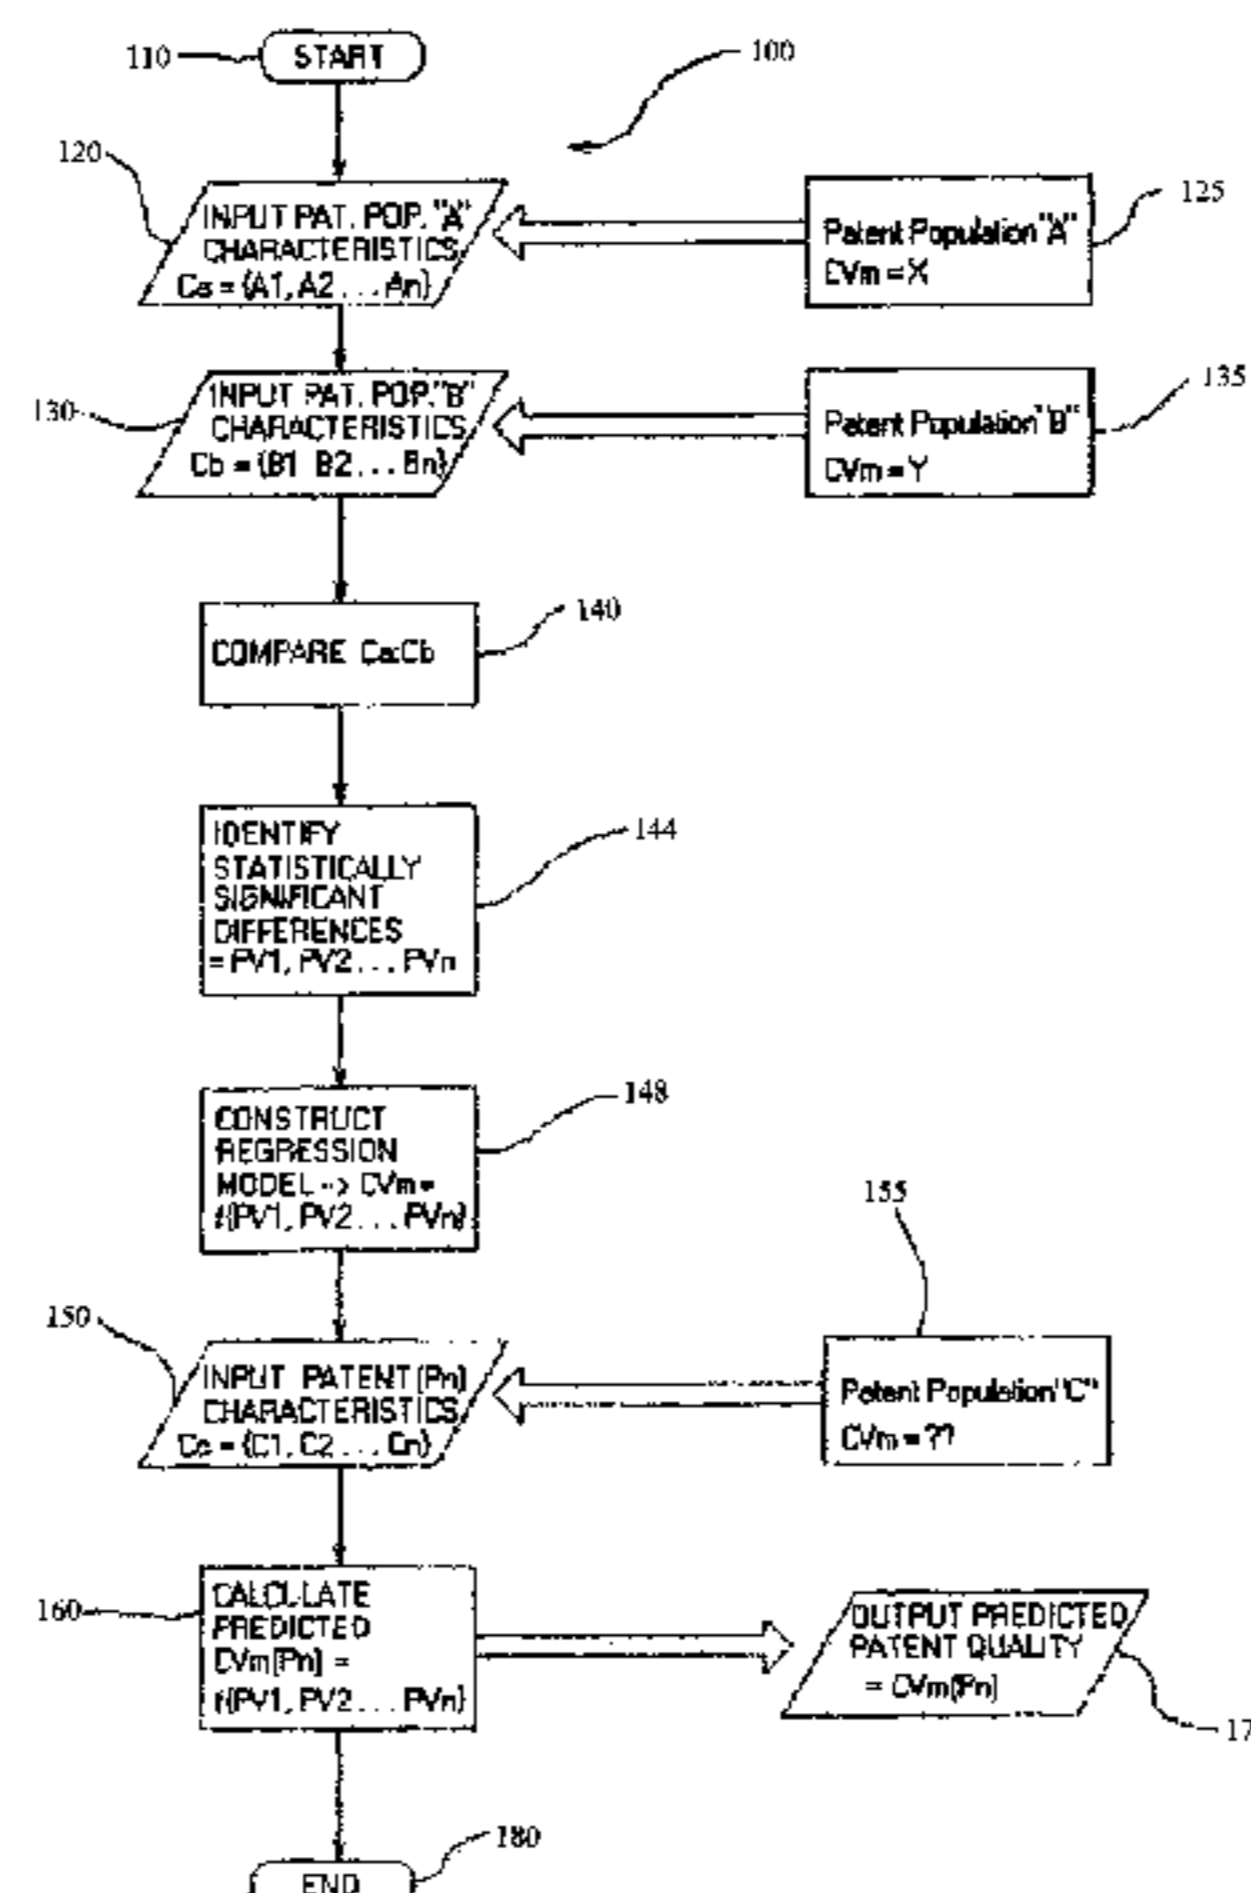 110
START
100
120
INPUT PAT. POP. "A"
CHARACTERISTICS
Ca = {A1, A2 ... An}
Patent Population "A"
CVm = X
125
130
INPUT PAT. POP. "B"
CHARACTERISTICS
Cb = {B1 B2 ... Bn}
Patent Population "B"
CVm = Y
135
COMPARE Ca:Cb
140
IDENTIFY
STATISTICALLY
SIGNIFICANT
DIFFERENCES
= PV1, PV2 ... PVn
144
CONSTRUCT
REGRESSION
MODEL --> CVm =
f{PV1, PV2 ... PVn}
148
150
INPUT PATENT (Pn)
CHARACTERISTICS
Cc = {C1, C2 ... Cn}
155
Patent Population "C"
CVm = ??
160
CALCULATE
PREDICTED
CVm(Pn) =
f{PV1, PV2 ... PVn}
OUTPUT PREDICTED
PATENT QUALITY
= CVm(Pn)
17
180
END